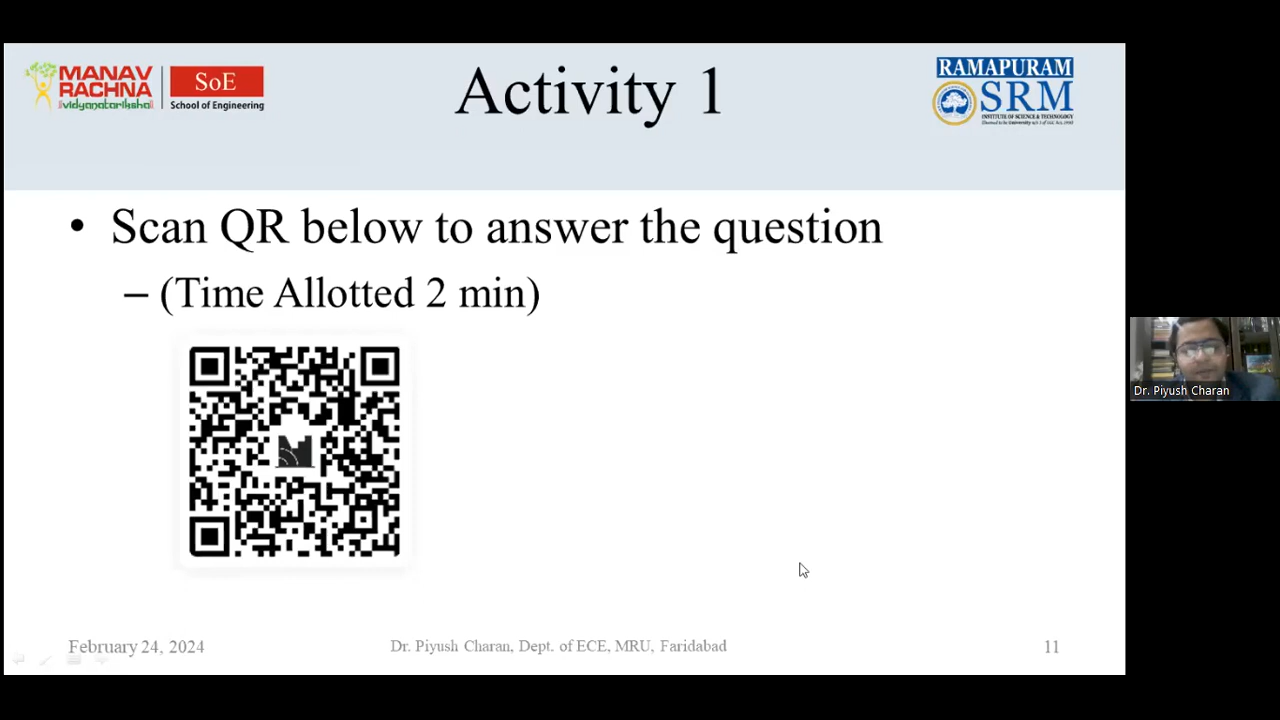 MANAV
RACHNA
vidyanatariksha
SoE
School of Engineering
Activity 1
RAMAPURAM
SRM
INSTITUTE OF SCIENCE & TECHNOLOGY
• Scan QR below to answer the question
– (Time Allotted 2 min)
Dr. Piyush Charan
February 24, 2024
Dr. Piyush Charan, Dept. of ECE, MRU, Faridabad
11